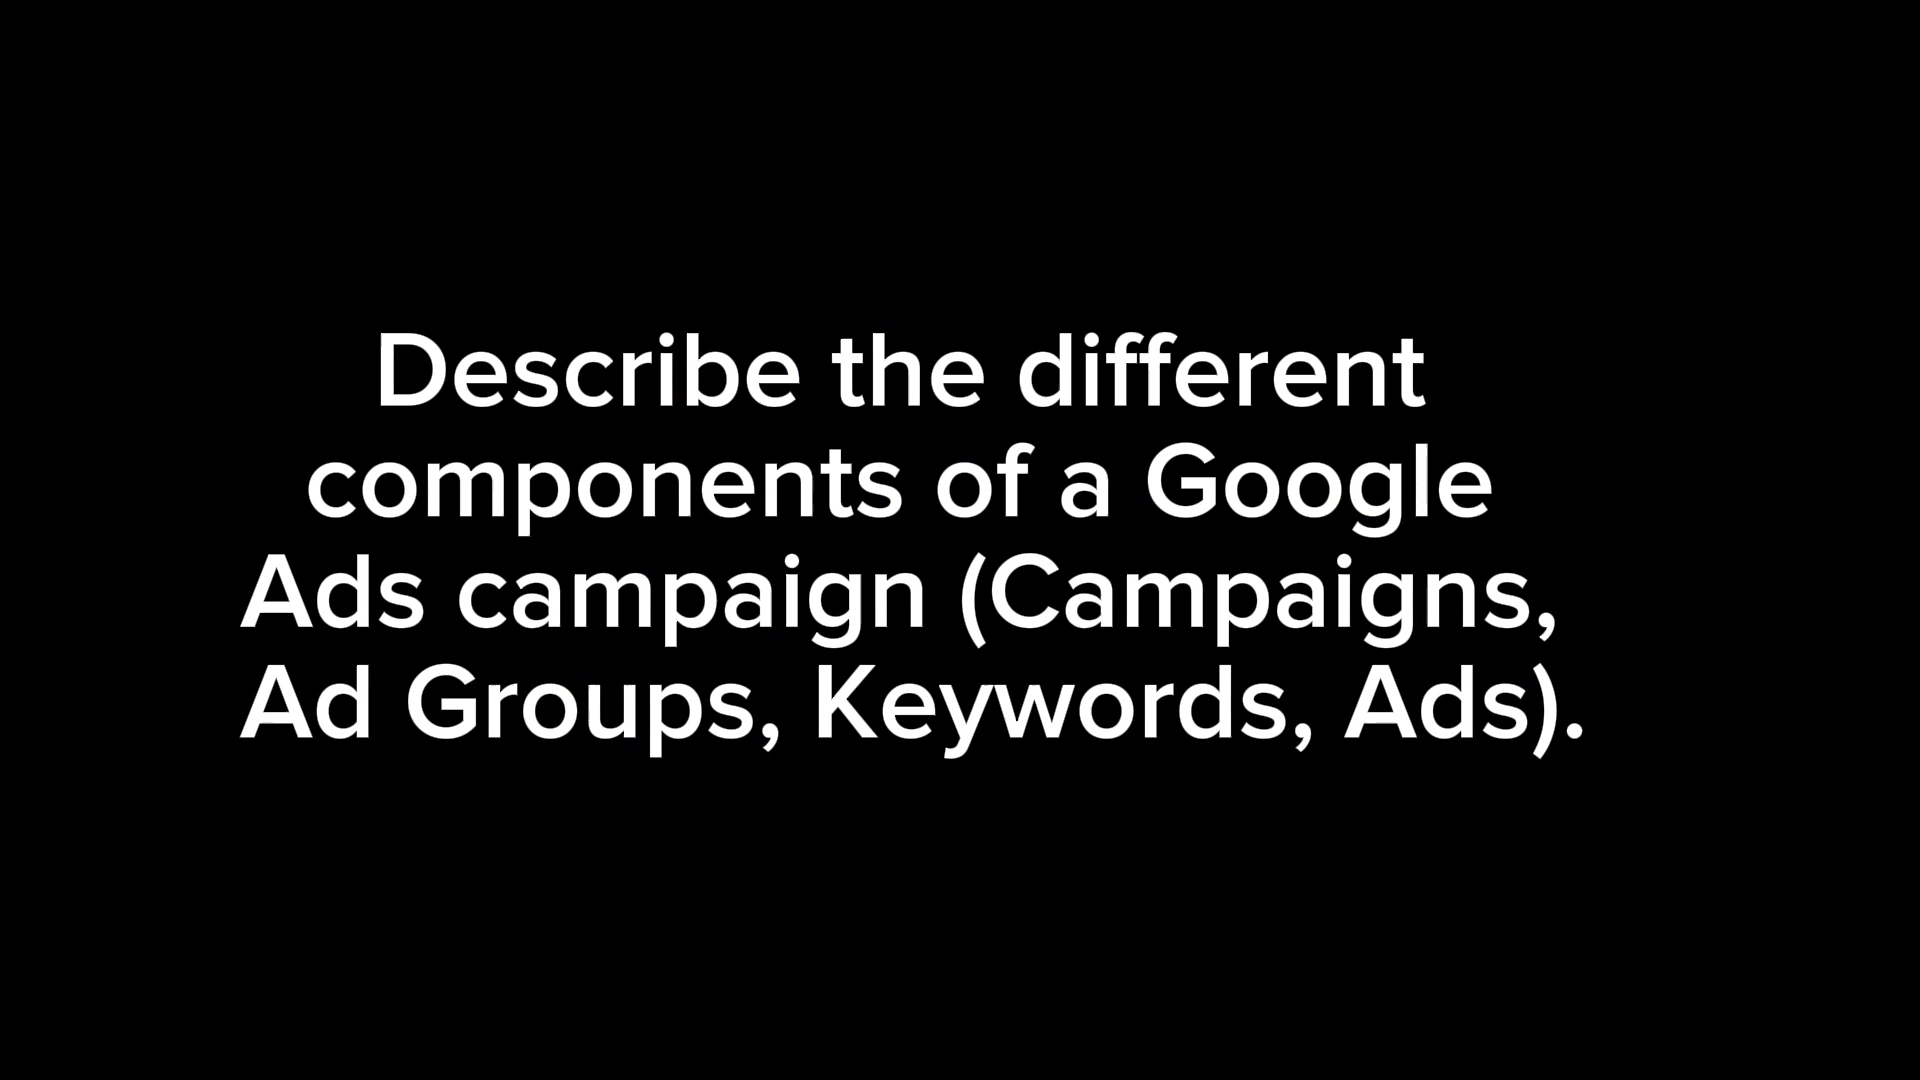 Describe the different
components of a Google
Ads campaign (Campaigns,
Ad Groups, Keywords, Ads).